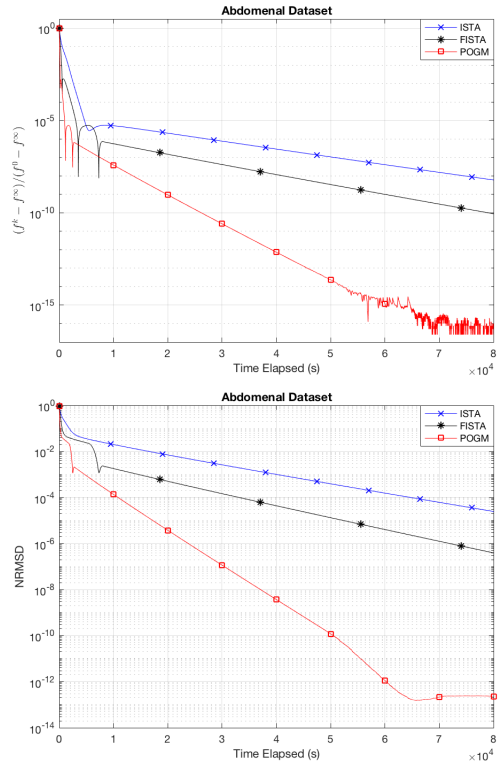 Abdomenal Dataset
ISTA
FISTA
POGM
10^0
10^-5
10^-10
10^-15
(f^k − f^∞)/(f^0 − f^∞)
0 1 2 3 4 5 6 7 8
Time Elapsed (s)
×10^4
Abdomenal Dataset
ISTA
FISTA
POGM
10^0
10^-2
10^-4
10^-6
10^-8
10^-10
10^-12
10^-14
NRMSD
0 1 2 3 4 5 6 7 8
Time Elapsed (s)
×10^4